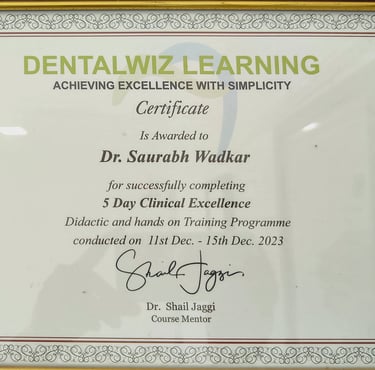 DENTALWIZ LEARNING
ACHIEVING EXCELLENCE WITH SIMPLICITY
Certificate
Is Awarded to
Dr. Saurabh Wadkar
for successfully completing
5 Day Clinical Excellence
Didactic and hands on Training Programme
conducted on 11st Dec. - 15th Dec. 2023
Shail Jaggi
Dr. Shail Jaggi
Course Mentor